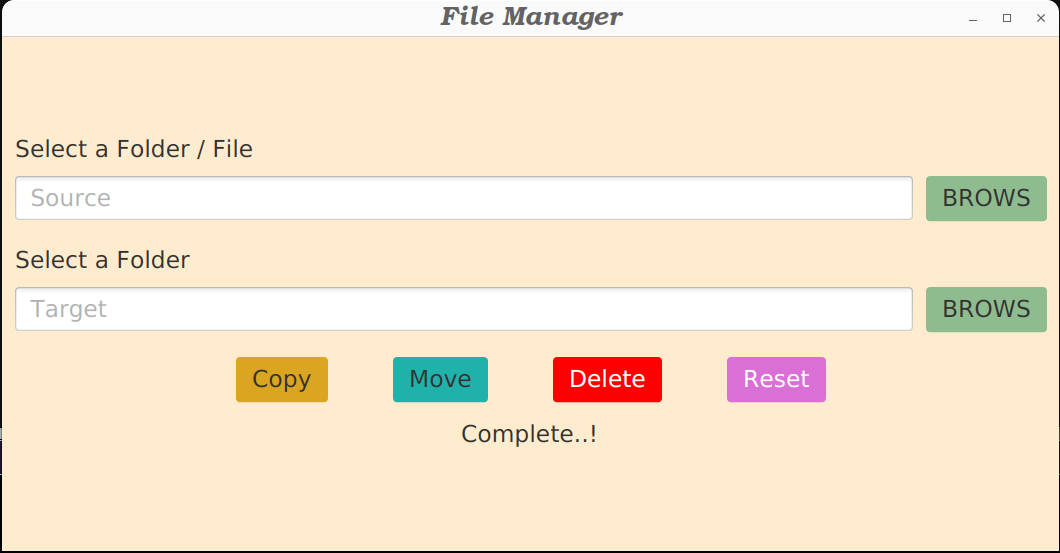 File Manager
Select a Folder / File
Source
BROWS
Select a Folder
Target
BROWS
Copy
Move
Delete
Reset
Complete..!